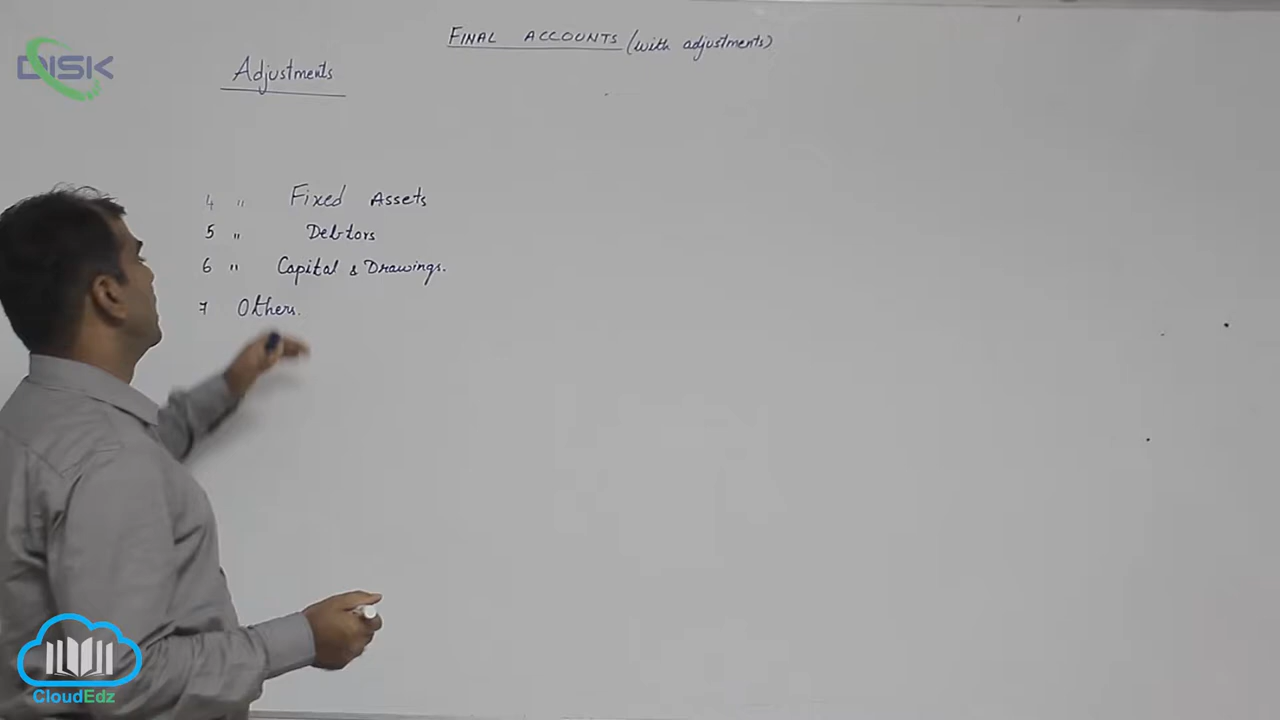 FINAL ACCOUNTS (with adjustments)
DISK
Adjustments
4 " Fixed Assets
5 " Debtors
6 " Capital & Drawings.
7 Others.
CloudEdz